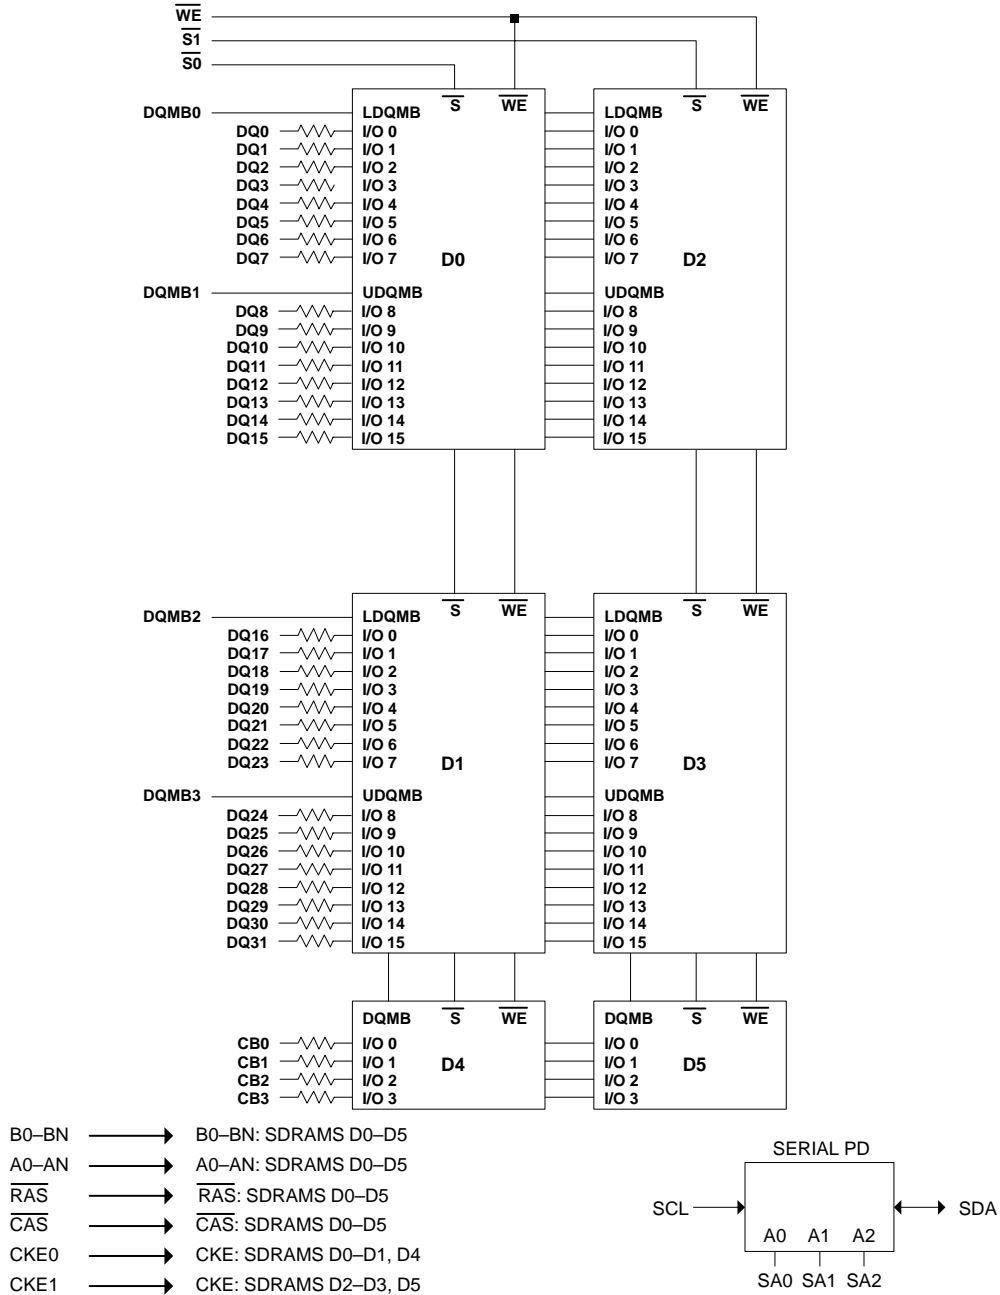 WE
S1
S0
S WE S WE
DQMB0 LDQMB LDQMB
DQ0 I/O 0 I/O 0
DQ1 I/O 1 I/O 1
DQ2 I/O 2 I/O 2
DQ3 I/O 3 I/O 3
DQ4 I/O 4 I/O 4
DQ5 I/O 5 I/O 5
DQ6 I/O 6 I/O 6
DQ7 I/O 7 D0 I/O 7 D2
DQMB1 UDQMB UDQMB
DQ8 I/O 8 I/O 8
DQ9 I/O 9 I/O 9
DQ10 I/O 10 I/O 10
DQ11 I/O 11 I/O 11
DQ12 I/O 12 I/O 12
DQ13 I/O 13 I/O 13
DQ14 I/O 14 I/O 14
DQ15 I/O 15 I/O 15
S WE S WE
DQMB2 LDQMB LDQMB
DQ16 I/O 0 I/O 0
DQ17 I/O 1 I/O 1
DQ18 I/O 2 I/O 2
DQ19 I/O 3 I/O 3
DQ20 I/O 4 I/O 4
DQ21 I/O 5 I/O 5
DQ22 I/O 6 I/O 6
DQ23 I/O 7 D1 I/O 7 D3
DQMB3 UDQMB UDQMB
DQ24 I/O 8 I/O 8
DQ25 I/O 9 I/O 9
DQ26 I/O 10 I/O 10
DQ27 I/O 11 I/O 11
DQ28 I/O 12 I/O 12
DQ29 I/O 13 I/O 13
DQ30 I/O 14 I/O 14
DQ31 I/O 15 I/O 15
DQMB S WE DQMB S WE
CB0 I/O 0 I/O 0
CB1 I/O 1 D4 I/O 1 D5
CB2 I/O 2 I/O 2
CB3 I/O 3 I/O 3
B0–BN B0–BN: SDRAMS D0–D5
A0–AN A0–AN: SDRAMS D0–D5
RAS RAS: SDRAMS D0–D5
CAS CAS: SDRAMS D0–D5
CKE0 CKE: SDRAMS D0–D1, D4
CKE1 CKE: SDRAMS D2–D3, D5
SERIAL PD
SCL SDA
A0 A1 A2
SA0 SA1 SA2